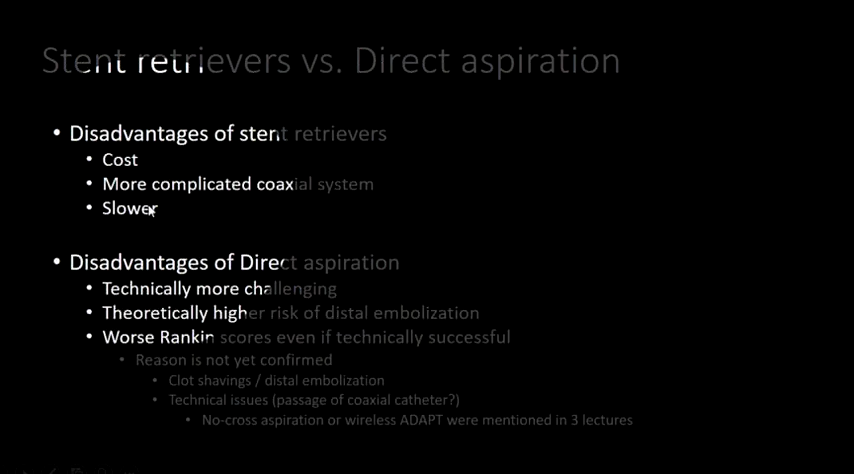 Stent retrievers vs. Direct aspiration
• Disadvantages of stent retrievers
• Cost
• More complicated coaxial system
• Slower
• Disadvantages of Direct aspiration
• Technically more challenging
• Theoretically higher risk of distal embolization
• Worse Rankin scores even if technically successful
• Reason is not yet confirmed
• Clot shavings / distal embolization
• Technical issues (passage of coaxial catheter?)
• No-cross aspiration or wireless ADAPT were mentioned in 3 lectures